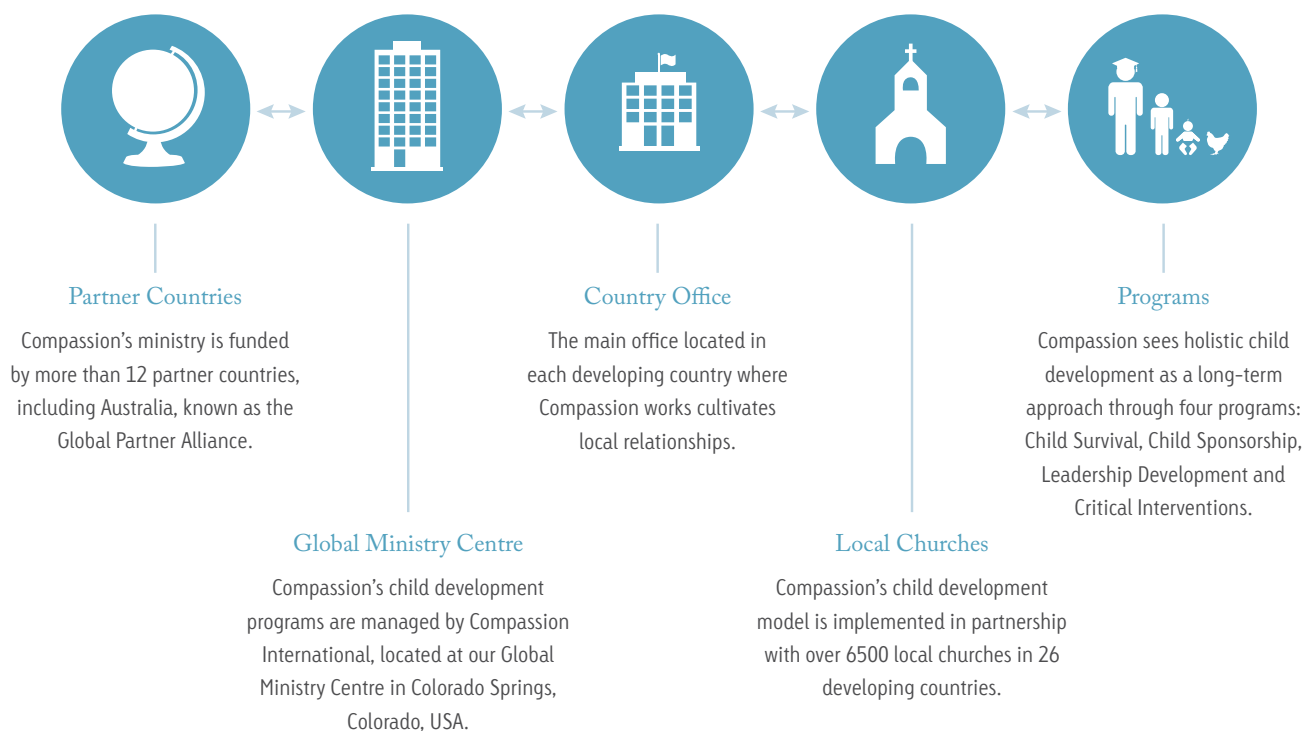 Partner Countries
Compassion’s ministry is funded
by more than 12 partner countries,
including Australia, known as the
Global Partner Alliance.
Global Ministry Centre
Compassion’s child development
programs are managed by Compassion
International, located at our Global
Ministry Centre in Colorado Springs,
Colorado, USA.
Country Office
The main office located in
each developing country where
Compassion works cultivates
local relationships.
Local Churches
Compassion’s child development
model is implemented in partnership
with over 6500 local churches in 26
developing countries.
Programs
Compassion sees holistic child
development as a long-term
approach through four programs:
Child Survival, Child Sponsorship,
Leadership Development and
Critical Interventions.